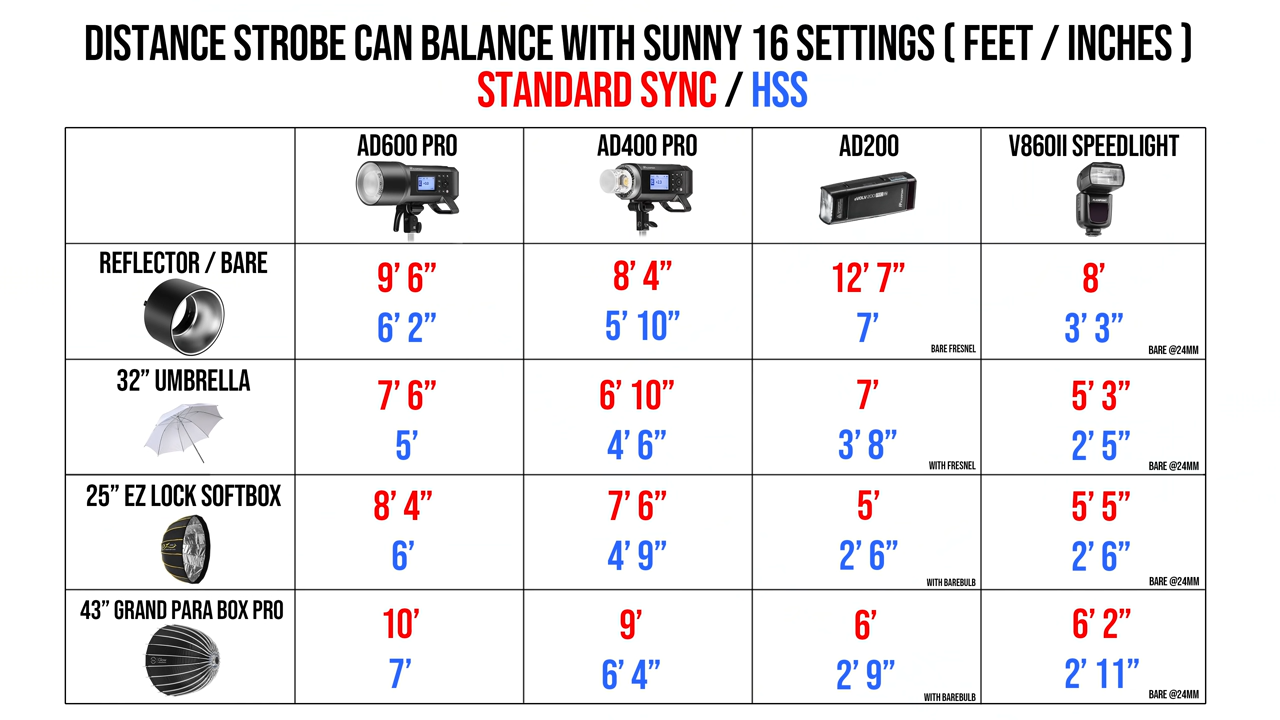 DISTANCE STROBE CAN BALANCE WITH SUNNY 16 SETTINGS ( FEET / INCHES )
STANDARD SYNC / HSS
AD600 PRO AD400 PRO AD200 V860II SPEEDLIGHT
REFLECTOR / BARE
9’ 6” 8’ 4” 12’ 7” 8’
6’ 2” 5’ 10” 7’ 3’ 3”
BARE FRESNEL BARE @24MM
32” UMBRELLA
7’ 6” 6’ 10” 7’ 5’ 3”
5’ 4’ 6” 3’ 8” 2’ 5”
WITH FRESNEL BARE @24MM
25” EZ LOCK SOFTBOX
8’ 4” 7’ 6” 5’ 5’ 5”
6’ 4’ 9” 2’ 6” 2’ 6”
WITH BAREBULB BARE @24MM
43” GRAND PARA BOX PRO
10’ 9’ 6’ 6’ 2”
7’ 6’ 4” 2’ 9” 2’ 11”
WITH BAREBULB BARE @24MM